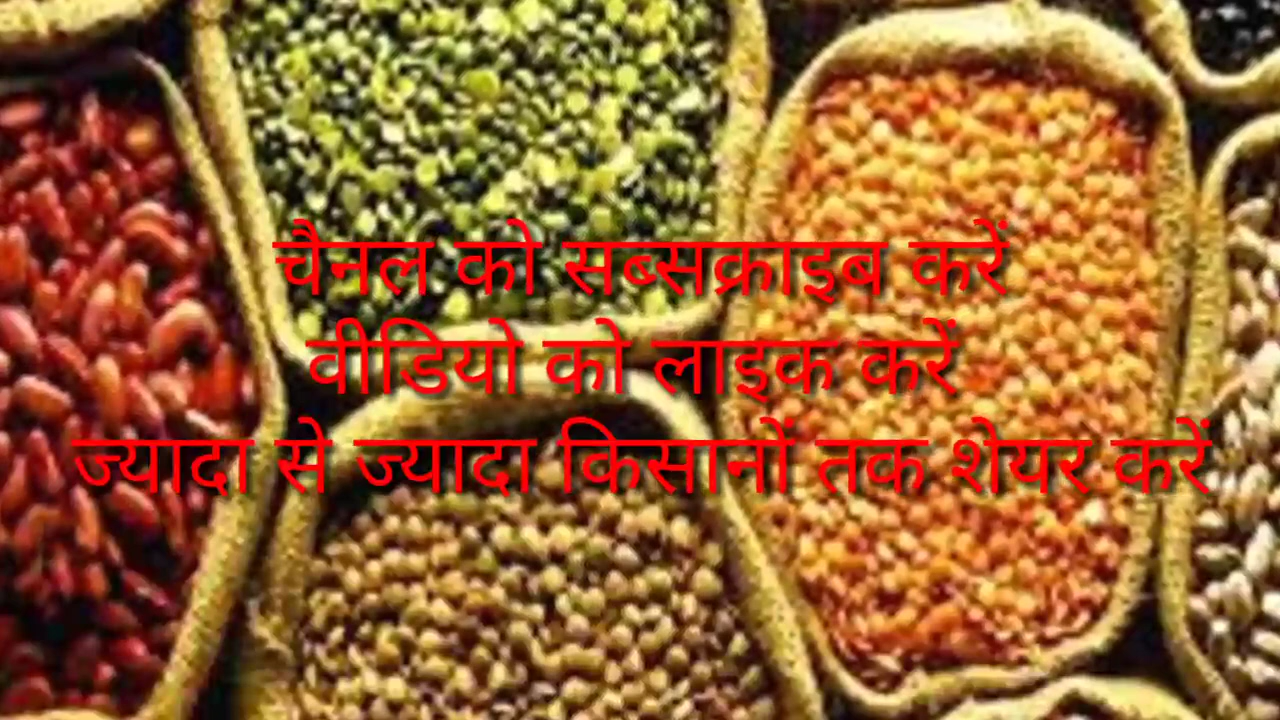 चैनल को सब्सक्राइब करें
वीडियो को लाइक करें
ज्यादा से ज्यादा किसानों तक शेयर करें